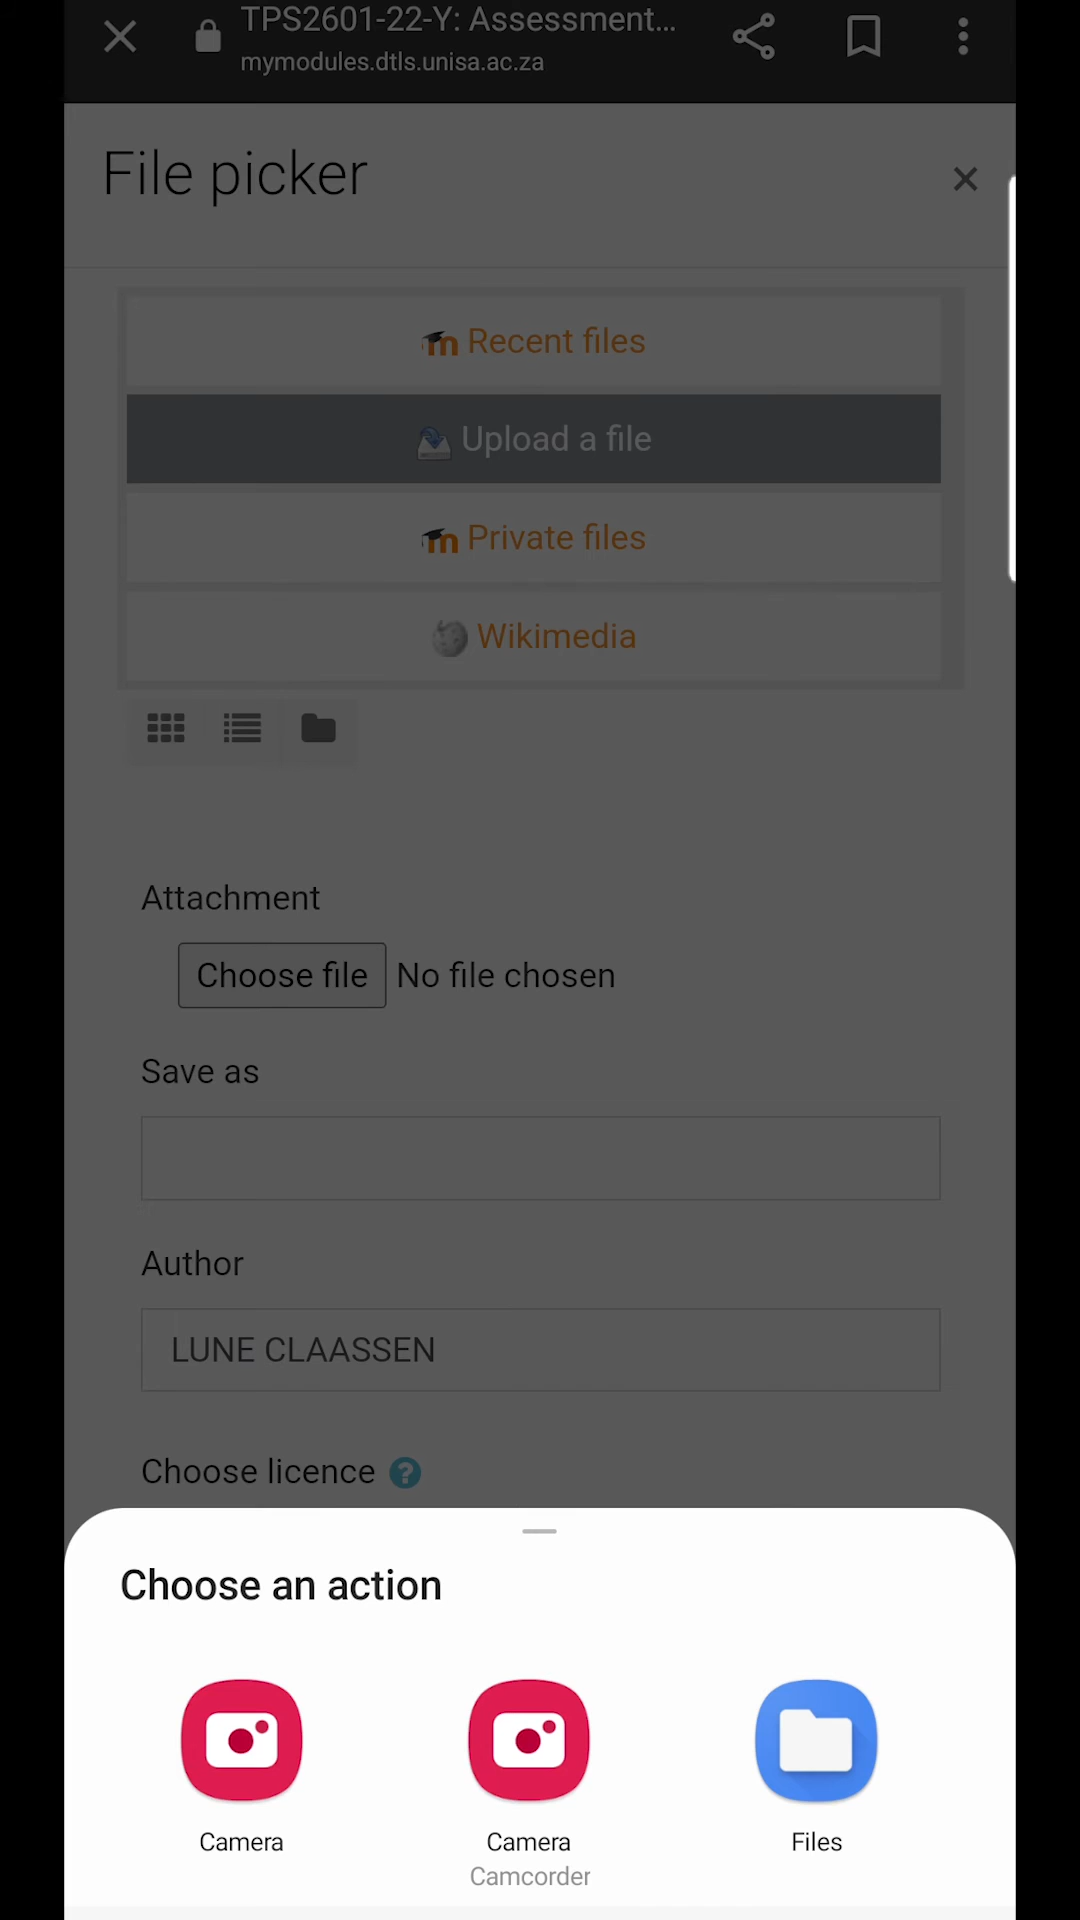 TPS2601-22-Y: Assessment...
mymodules.dtls.unisa.ac.za
File picker
Recent files
Upload a file
Private files
Wikimedia
Attachment
Choose file No file chosen
Save as
Author
LUNE CLAASSEN
Choose licence ?
Choose an action
Camera Camera Files
Camcorder